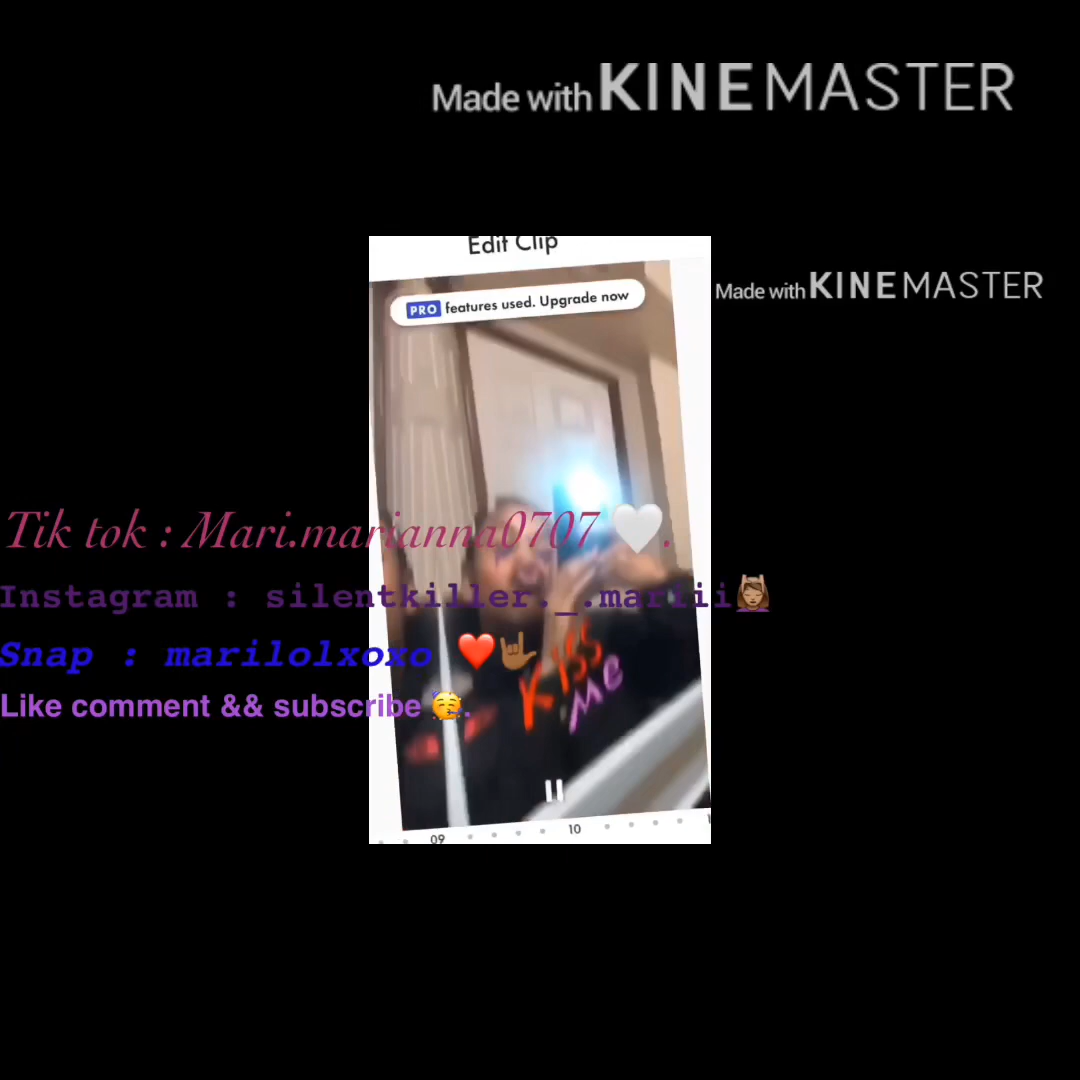 Made with KINEMASTER
Edit Clip
PRO features used. Upgrade now
Made with KINEMASTER
Tik tok : Mari.marianna0707 🤍.
Instagram : silentkiller._.mariii💆🏽‍♀️
Snap : marilolxoxo ❤️🤟🏾
KISS ME
Like comment && subscribe 🥳.
09 10